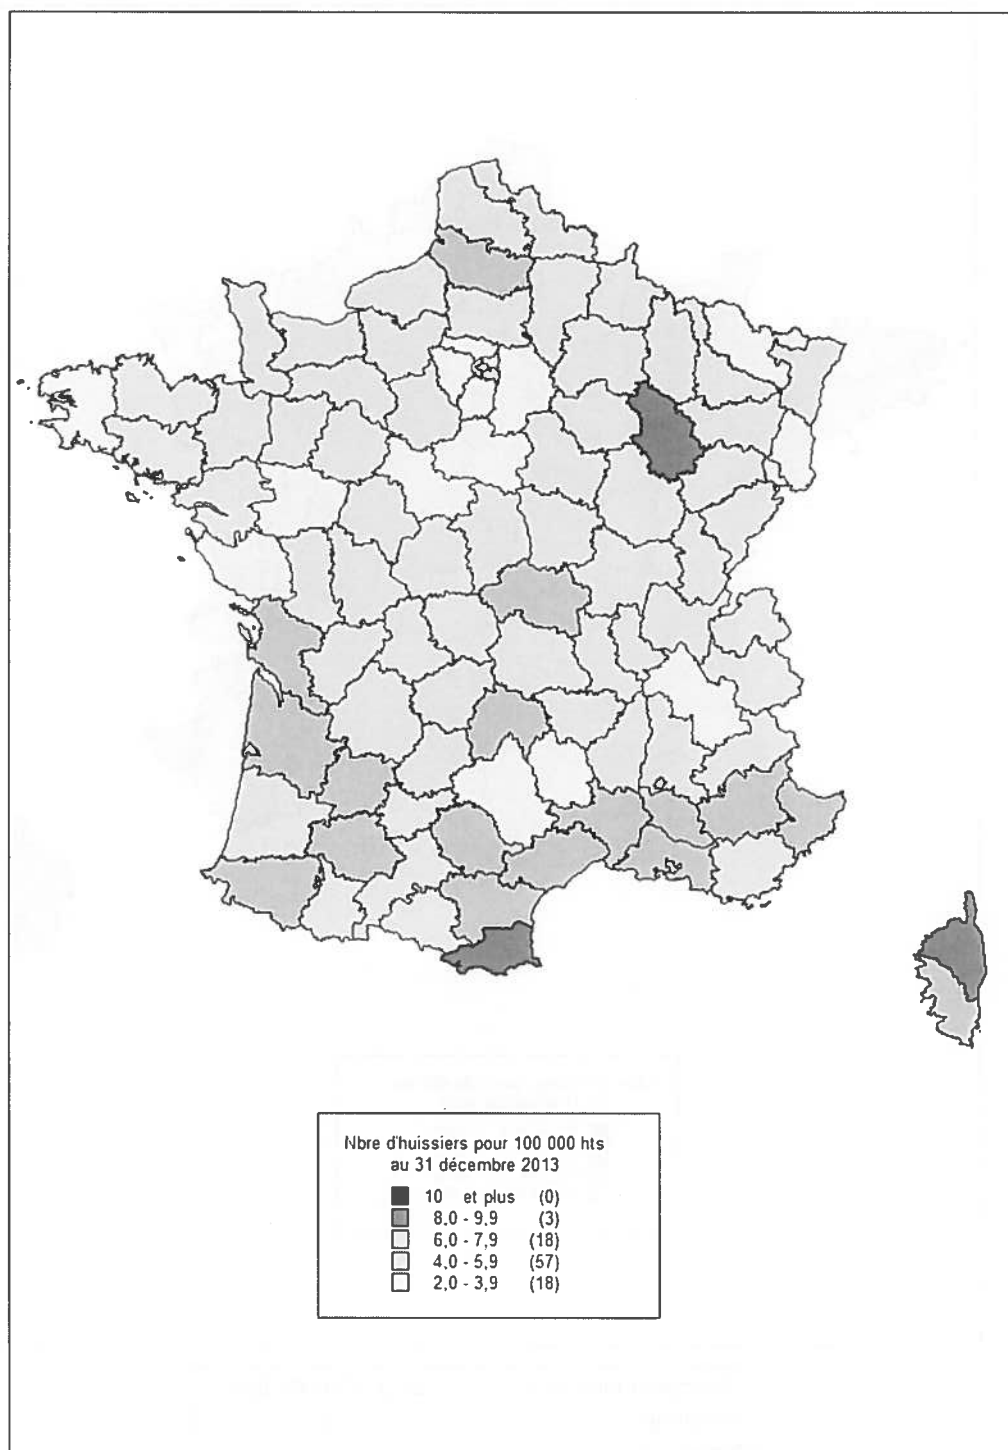 Nbre d'huissiers pour 100 000 hts
au 31 décembre 2013
10 et plus (0)
8,0 - 9,9 (3)
6,0 - 7,9 (18)
4,0 - 5,9 (57)
2,0 - 3,9 (18)